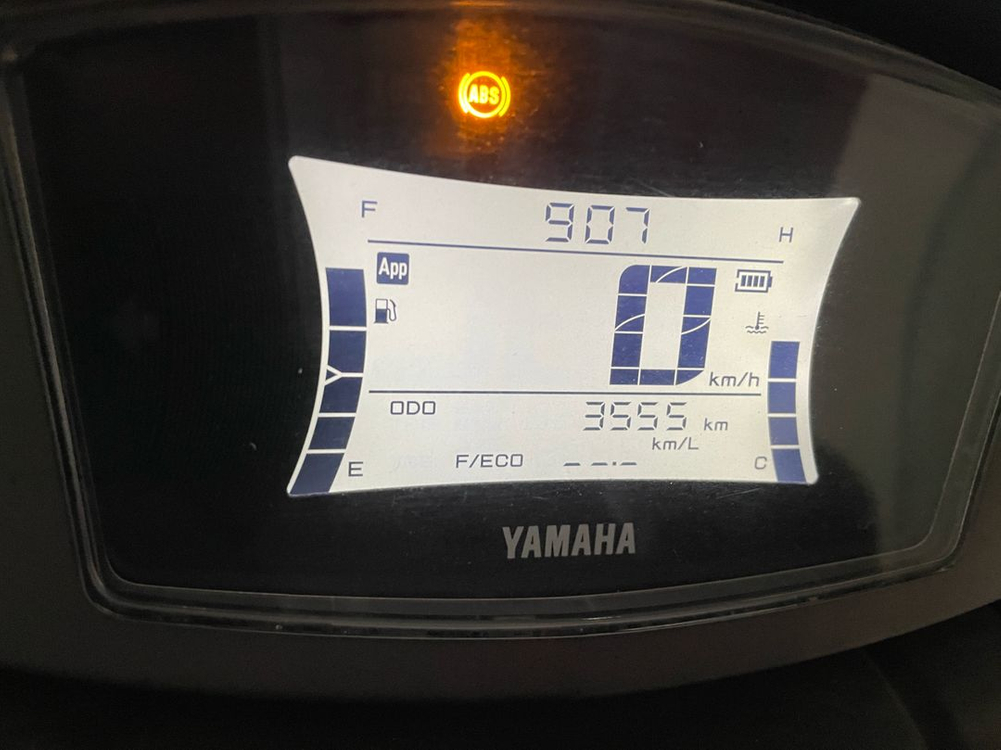 ABS
F 907 H
App
0 km/h
ODO 3555 km
km/L
F/ECO
E C
YAMAHA